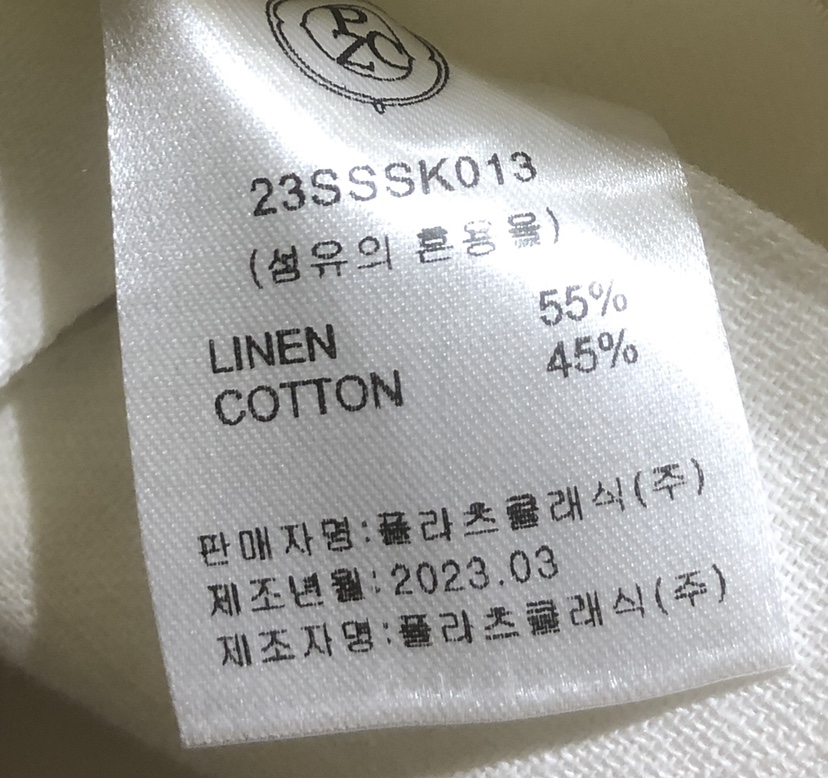 PCLC
23SSSK013
(섬유의 혼용율)
LINEN 55%
COTTON 45%
판매자명:플라츠클래식(주)
제조년월:2023.03
제조자명:플라츠클래식(주)